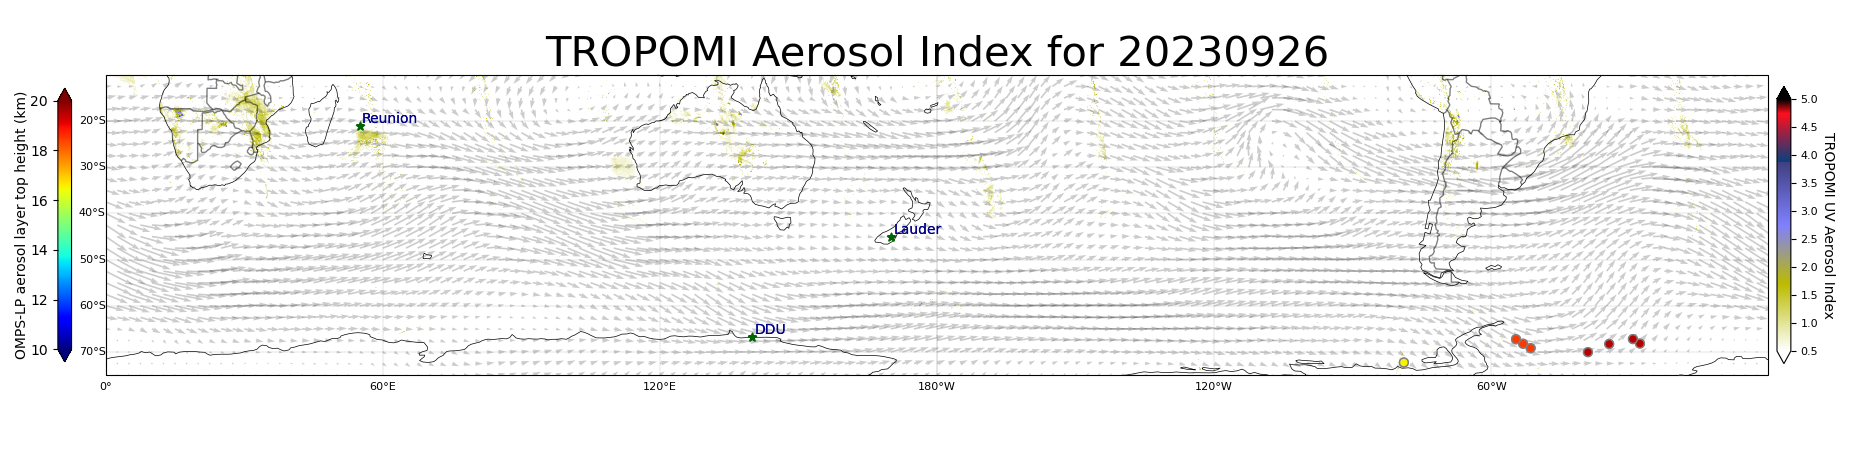 TROPOMI Aerosol Index for 20230926
OMPS-LP aerosol layer top height (km)
20
18
16
14
12
10
20°S
30°S
40°S
50°S
60°S
70°S
Reunion
Lauder
DDU
0°
60°E
120°E
180°W
120°W
60°W
5.0
4.5
4.0
3.5
3.0
2.5
2.0
1.5
1.0
0.5
TROPOMI UV Aerosol Index